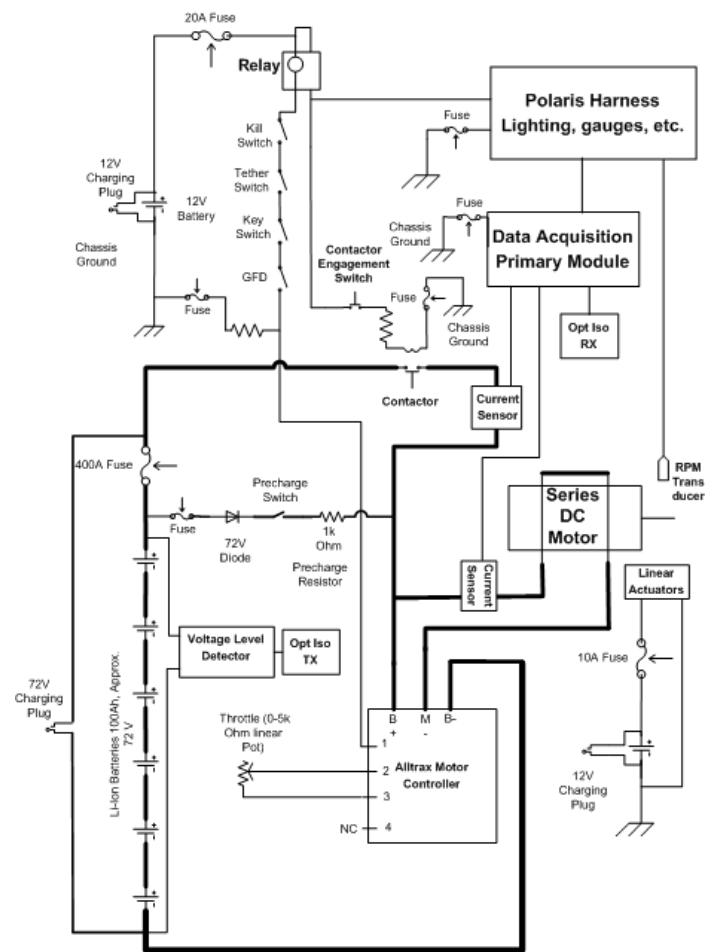 20A Fuse
Relay
Polaris Harness
Lighting, gauges, etc.
Fuse
Kill
Switch
Tether
Switch
Key
Switch
GFD
12V
Charging
Plug
12V
Battery
Chassis
Ground
Fuse
Fuse
Chassis
Ground
Data Acquisition
Primary Module
Contactor
Engagement
Switch
Fuse
Chassis
Ground
Opt Iso
RX
Contactor
Current
Sensor
400A Fuse
Fuse
72V
Diode
Precharge
Switch
1k
Ohm
Precharge
Resistor
RPM
Trans
ducer
Series
DC
Motor
Current
Sensor
Linear
Actuators
Voltage Level
Detector
Opt Iso
TX
10A Fuse
72V
Charging
Plug
Li-Ion Batteries 100Ah, Approx.
72 V
Throttle (0-5k
Ohm linear
Pot)
B
+
M
-
B-
1
2
3
NC
4
Alltrax Motor
Controller
12V
Charging
Plug